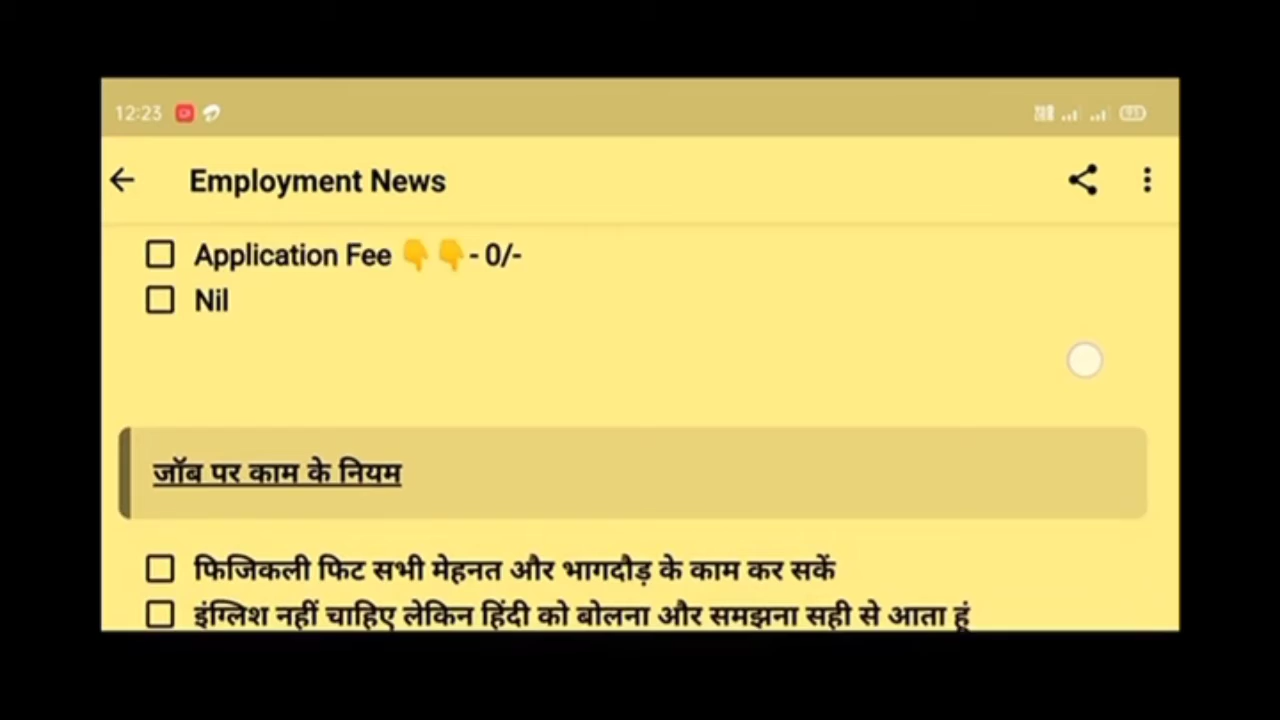 12:23
Employment News
Application Fee 👇👇- 0/-
Nil
जॉब पर काम के नियम
फिजिकली फिट सभी मेहनत और भागदौड़ के काम कर सकें
इंग्लिश नहीं चाहिए लेकिन हिंदी को बोलना और समझना सही से आता हूं